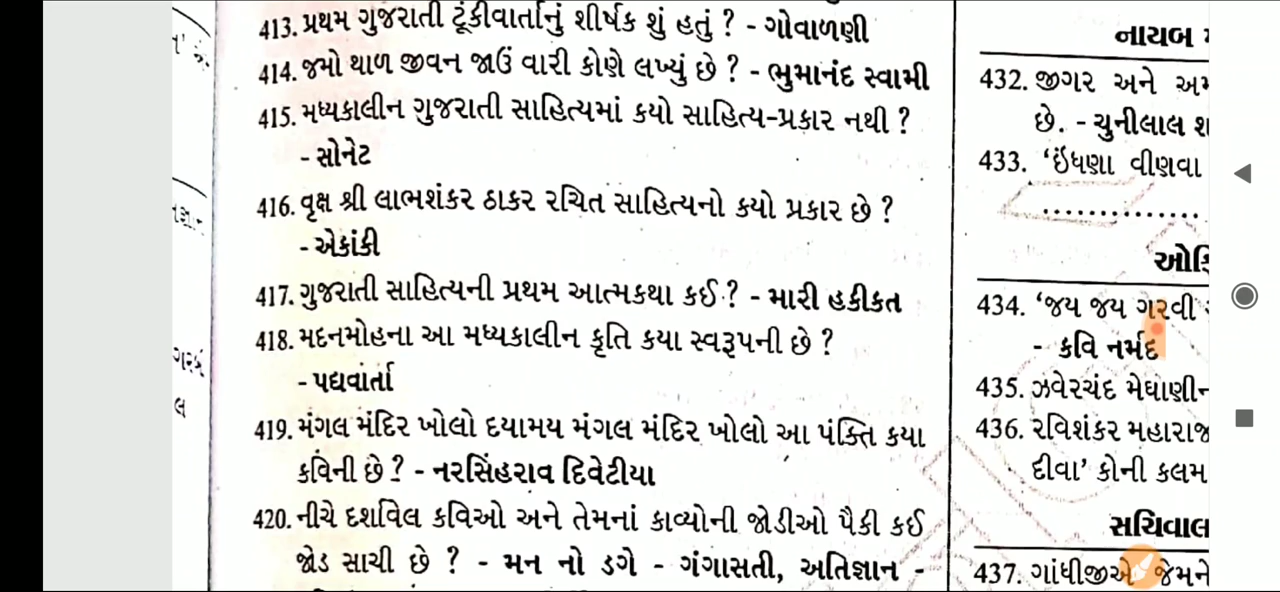 413. પ્રથમ ગુજરાતી ટૂંકીવાર્તાનું શીર્ષક શું હતું ? - ગોવાળણી
414. જમો થાળ જીવન જાઉં વારી કોણે લખ્યું છે ? - ભુમાનંદ સ્વામી
415. મધ્યકાલીન ગુજરાતી સાહિત્યમાં કયો સાહિત્ય-પ્રકાર નથી ?
- સોનેટ
416. વૃક્ષ શ્રી લાભશંકર ઠાકર રચિત સાહિત્યનો કયો પ્રકાર છે ?
- એકાંકી
417. ગુજરાતી સાહિત્યની પ્રથમ આત્મકથા કઈ ? - મારી હકીકત
418. મદનમોહના આ મધ્યકાલીન કૃતિ કયા સ્વરૂપની છે ?
- પદ્યવાર્તા
419. મંગલ મંદિર ખોલો દયામય મંગલ મંદિર ખોલો આ પંક્તિ કયા
કવિની છે ? - નરસિંહરાવ દિવેટીયા
420. નીચે દર્શાવેલ કવિઓ અને તેમનાં કાવ્યોની જોડીઓ પૈકી કઈ
જોડ સાચી છે ? - મન નો ડગે - ગંગાસતી, અતિજ્ઞાન -
નાયબ
432. જીગર અને
છે. - ચુનીલાલ
433. 'ઇંધણા વીણવા
..............
434. 'જય જય ગરવી
- કવિ નર્મદ
435. ઝવેરચંદ
436. રવિશંકર મહારાજ
દીવા' કોની કલમ
437. ગાંધીજીએ જેમને